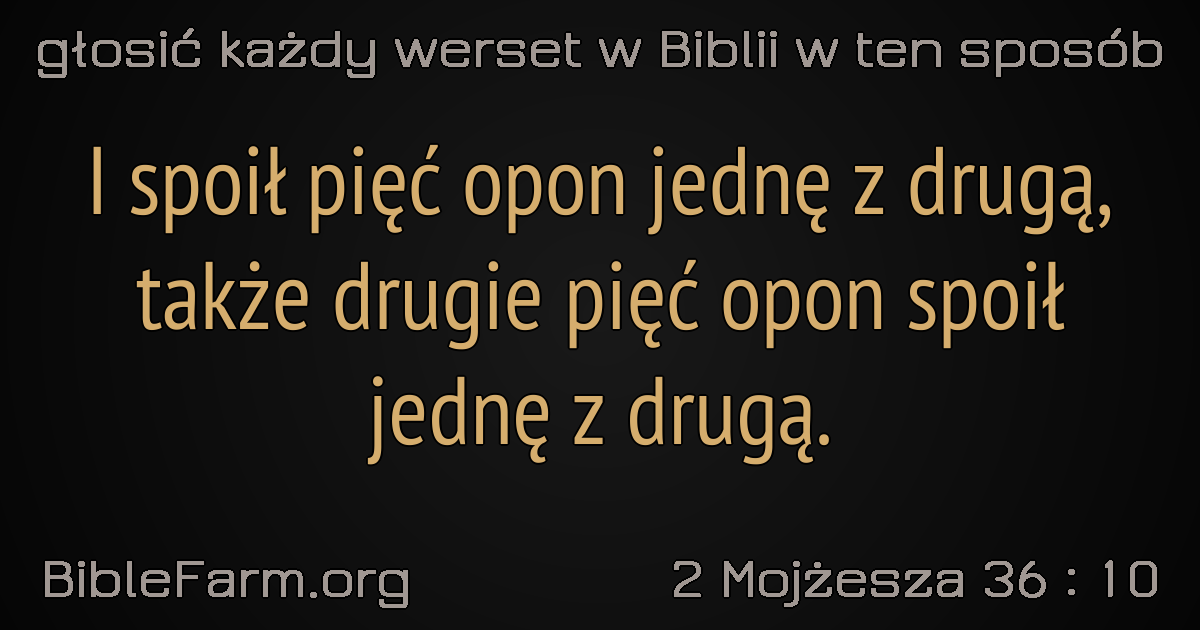 głosić każdy werset w Biblii w ten sposób
I spoił pięć opon jednę z drugą,
także drugie pięć opon spoił
jednę z drugą.
BibleFarm.org
2 Mojżesza 36 : 10